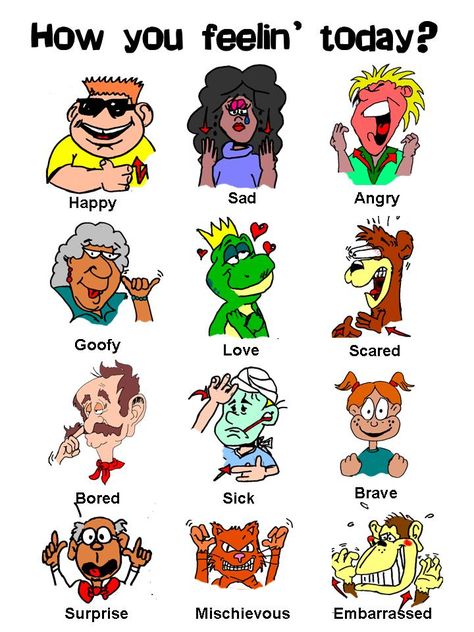 How you feelin' today?
Happy
Sad
Angry
Goofy
Love
Scared
Bored
Sick
Brave
Surprise
Mischievous
Embarrassed